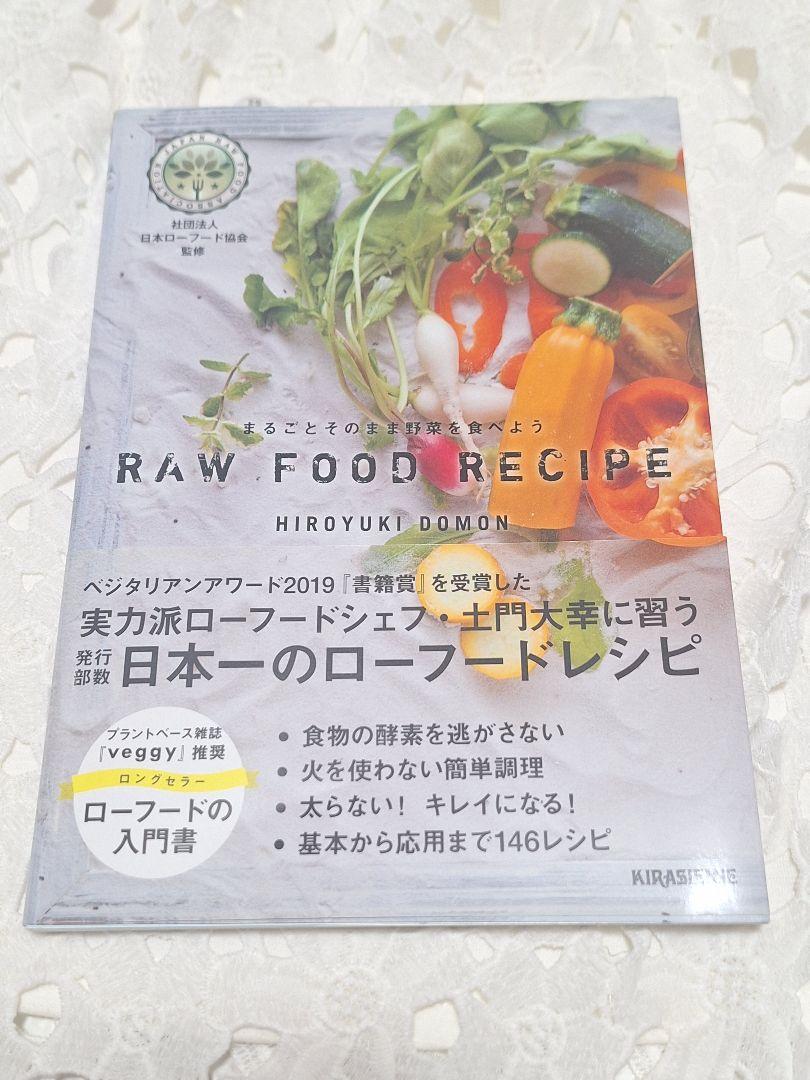 JAPAN RAW FOOD ASSOCIATION
社団法人
日本ローフード協会
監修
まるごとそのまま野菜を食べよう
RAW FOOD RECIPE
HIROYUKI DOMON
ベジタリアンアワード2019『書籍賞』を受賞した
実力派ローフードシェフ・土門大幸に習う
発行部数 日本一のローフードレシピ
プラントベース雑誌
『veggy』推奨
ロングセラー
ローフードの
入門書
• 食物の酵素を逃がさない
• 火を使わない簡単調理
• 太らない! キレイになる!
• 基本から応用まで146レシピ
KIRASIENNE